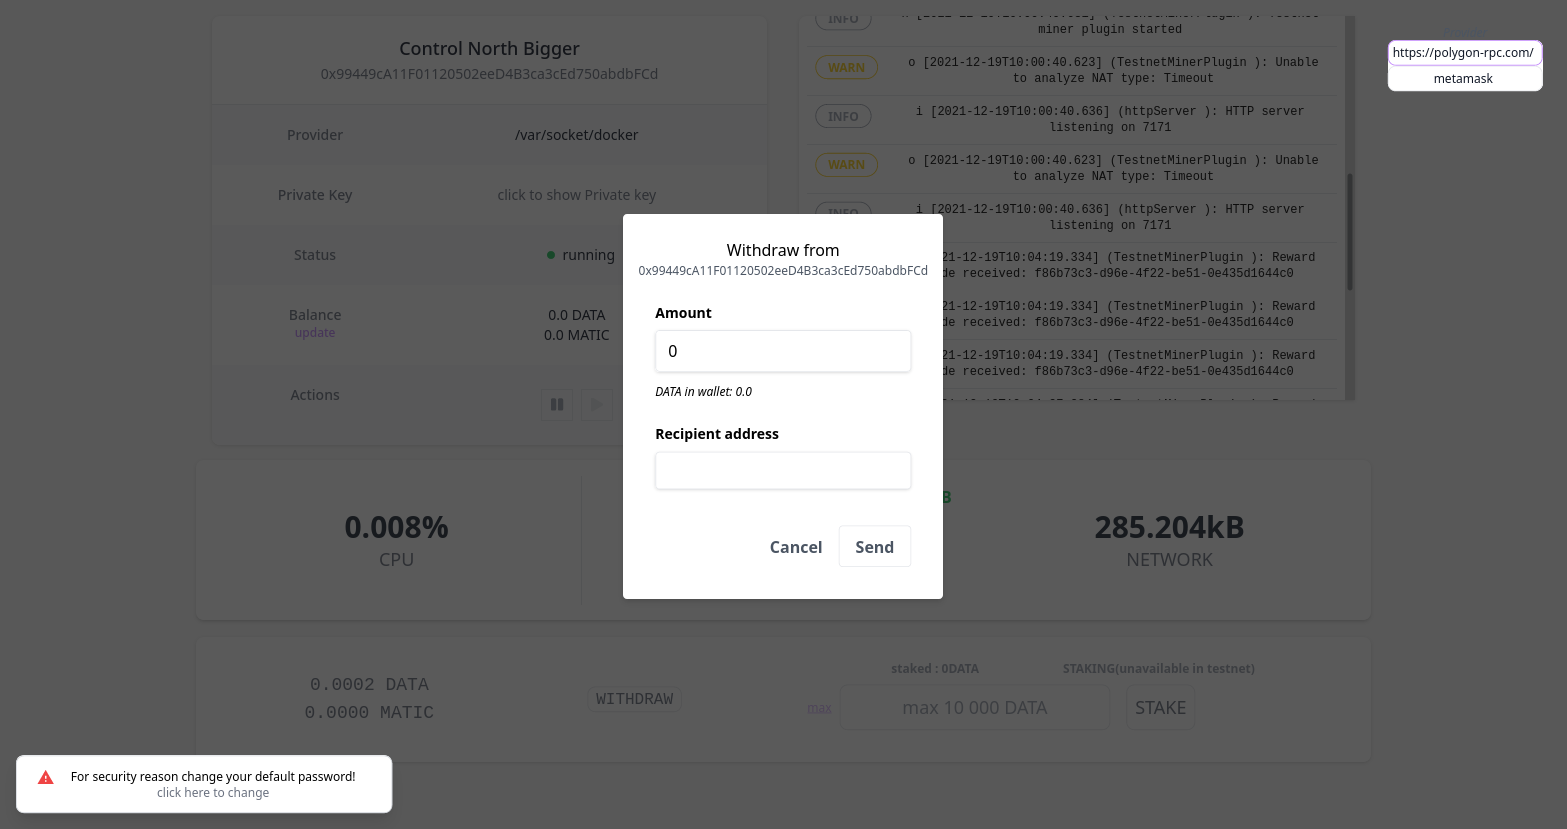 Control North Bigger
0x99449cA11F01120502eeD4B3ca3cEd750abdbFCd
Provider
/var/socket/docker
Private Key
click to show Private key
Status
running
Balance
update
0.0 DATA
0.0 MATIC
Actions
INFO
miner plugin started
WARN
o [2021-12-19T10:00:40.623] (TestnetMinerPlugin ): Unable
to analyze NAT type: Timeout
INFO
i [2021-12-19T10:00:40.636] (httpServer ): HTTP server
listening on 7171
WARN
o [2021-12-19T10:00:40.623] (TestnetMinerPlugin ): Unable
to analyze NAT type: Timeout
INFO
i [2021-12-19T10:00:40.636] (httpServer ): HTTP server
listening on 7171
21-12-19T10:04:19.334] (TestnetMinerPlugin ): Reward
de received: f86b73c3-d96e-4f22-be51-0e435d1644c0
21-12-19T10:04:19.334] (TestnetMinerPlugin ): Reward
de received: f86b73c3-d96e-4f22-be51-0e435d1644c0
21-12-19T10:04:19.334] (TestnetMinerPlugin ): Reward
de received: f86b73c3-d96e-4f22-be51-0e435d1644c0
https://polygon-rpc.com/
metamask
Withdraw from
0x99449cA11F01120502eeD4B3ca3cEd750abdbFCd
Amount
0
DATA in wallet: 0.0
Recipient address
Cancel
Send
0.008%
CPU
B
285.204kB
NETWORK
0.0002 DATA
0.0000 MATIC
WITHDRAW
staked : 0DATA
STAKING(unavailable in testnet)
max
max 10 000 DATA
STAKE
For security reason change your default password!
click here to change